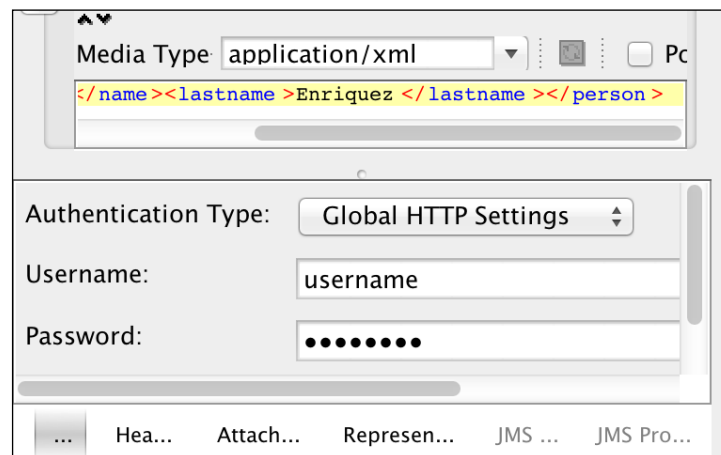 Media Type application/xml Po
</name><lastname>Enriquez</lastname></person>
Authentication Type: Global HTTP Settings
Username: username
Password: ••••••••
... Hea... Attach... Represen... JMS ... JMS Pro...